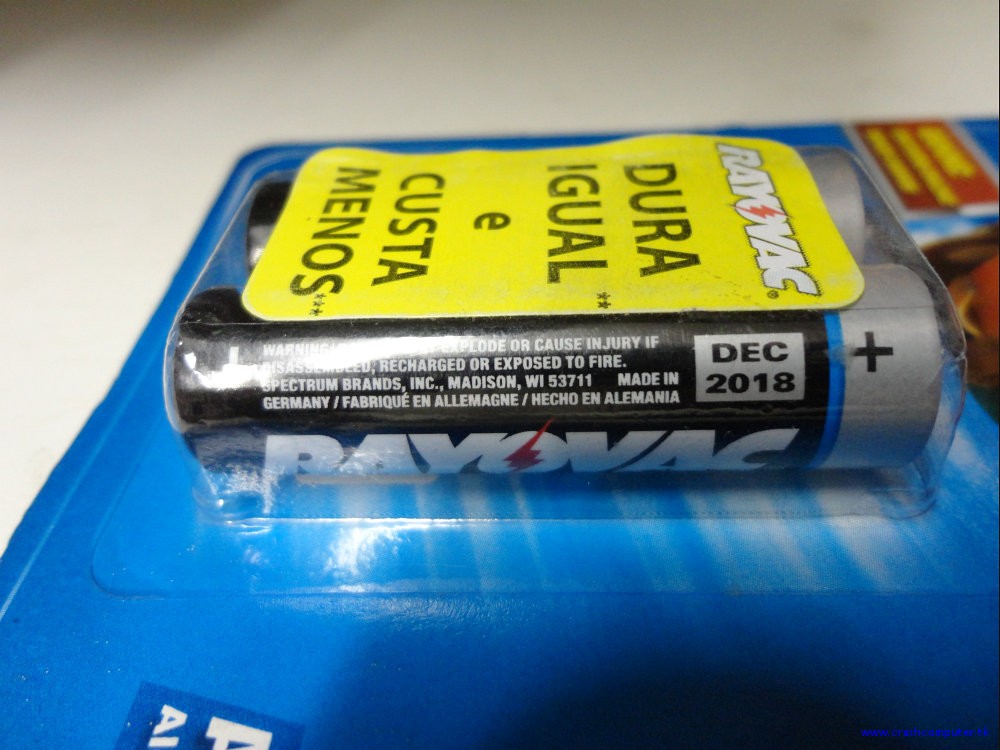 RAYOVAC®
DURA
IGUAL**
e
CUSTA
MENOS***
WARNING! EXPLODE OR CAUSE INJURY IF
DISASSEMBLED, RECHARGED OR EXPOSED TO FIRE.
SPECTRUM BRANDS, INC., MADISON, WI 53711 MADE IN
GERMANY / FABRIQUÉ EN ALLEMAGNE / HECHO EN ALEMANIA
DEC
2018
+
RAYOVAC